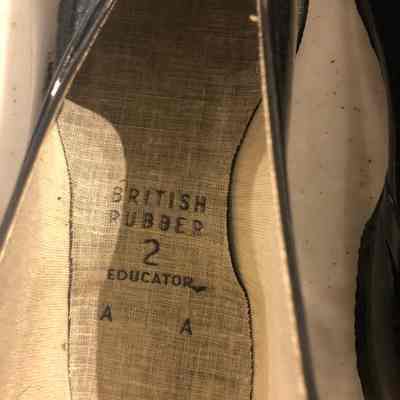 BRITISH
RUBBER
2
EDUCATOR
A A